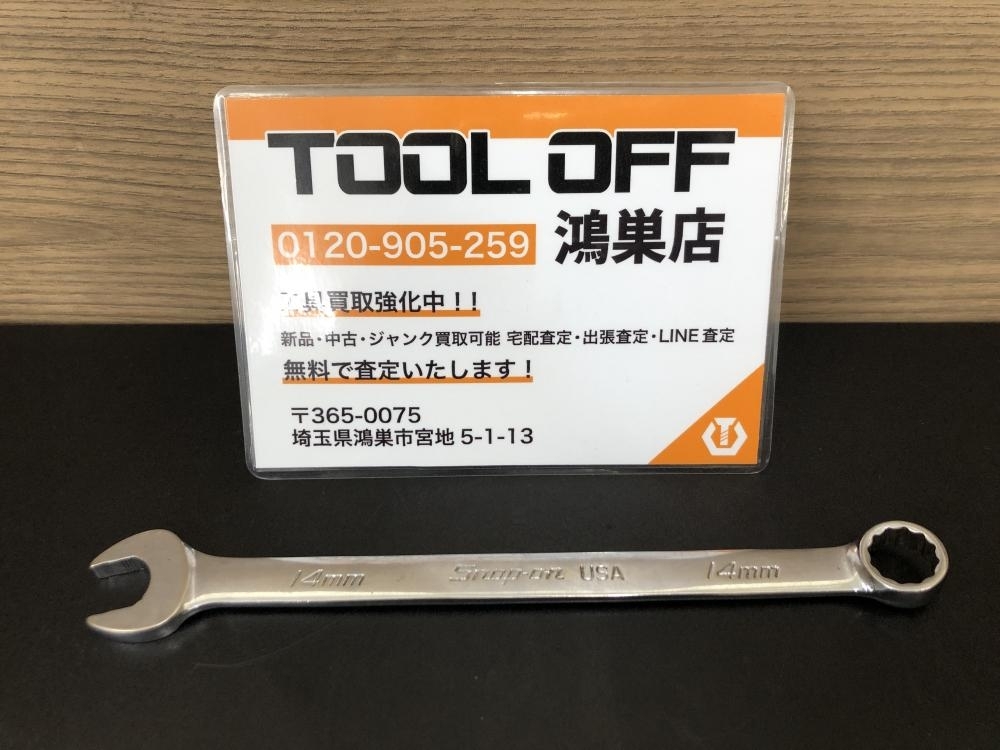 TOOL OFF
0120-905-259 鴻巣店
買取強化中!!
新品・中古・ジャンク買取可能 宅配査定・出張査定・LINE査定
無料で査定いたします!
〒365-0075
埼玉県鴻巣市宮地 5-1-13
14mm Snap-on USA 14mm